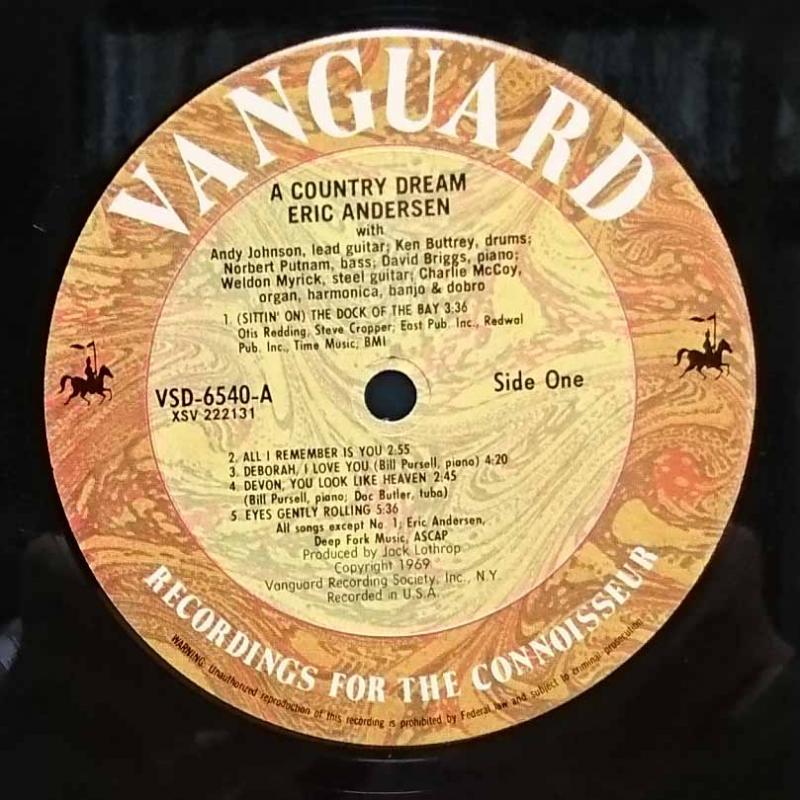 VANGUARD
A COUNTRY DREAM
ERIC ANDERSEN
with
Andy Johnson, lead guitar; Ken Buttrey, drums;
Norbert Putnam, bass; David Briggs, piano;
Weldon Myrick, steel guitar; Charlie McCoy,
organ, harmonica, banjo & dobro
1. (SITTIN' ON) THE DOCK OF THE BAY 3:36
Otis Redding, Steve Cropper; East Pub. Inc., Redwal
Pub. Inc., Time Music; BMI
VSD-6540-A
XSV 222131
Side One
2. ALL I REMEMBER IS YOU 2:55
3. DEBORAH, I LOVE YOU (Bill Pursell, piano) 4:20
4. DEVON, YOU LOOK LIKE HEAVEN 2:45
(Bill Pursell, piano; Doc Butler, tuba)
5. EYES GENTLY ROLLING 5:36
All songs except No. 1; Eric Andersen,
Deep Fork Music, ASCAP
Produced by Jack Lothrop
Copyright 1969
Vanguard Recording Society, Inc., N.Y.
Recorded in U.S.A.
RECORDINGS FOR THE CONNOISSEUR
WARNING: Unauthorized reproduction of this recording is prohibited by Federal law and subject to criminal prosecution